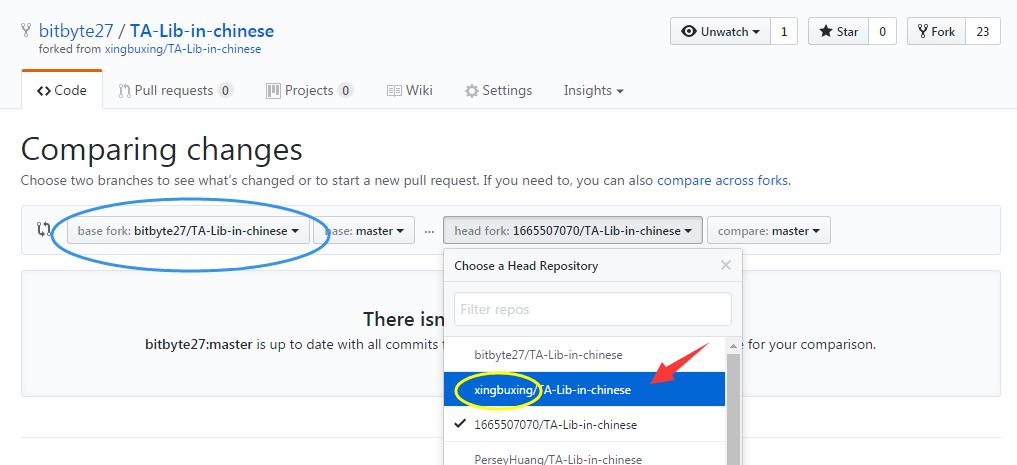 bitbyte27 / TA-Lib-in-chinese
forked from xingbuxing/TA-Lib-in-chinese
Unwatch 1 Star 0 Fork 23
Code Pull requests 0 Projects 0 Wiki Settings Insights
Comparing changes
Choose two branches to see what's changed or to start a new pull request. If you need to, you can also compare across forks.
base fork: bitbyte27/TA-Lib-in-chinese base: master ... head fork: 1665507070/TA-Lib-in-chinese compare: master
Choose a Head Repository
Filter repos
There isn
bitbyte27:master is up to date with all commits for your comparison.
bitbyte27/TA-Lib-in-chinese
xingbuxing/TA-Lib-in-chinese
1665507070/TA-Lib-in-chinese
PerseyHuang/TA-Lib-in-chinese